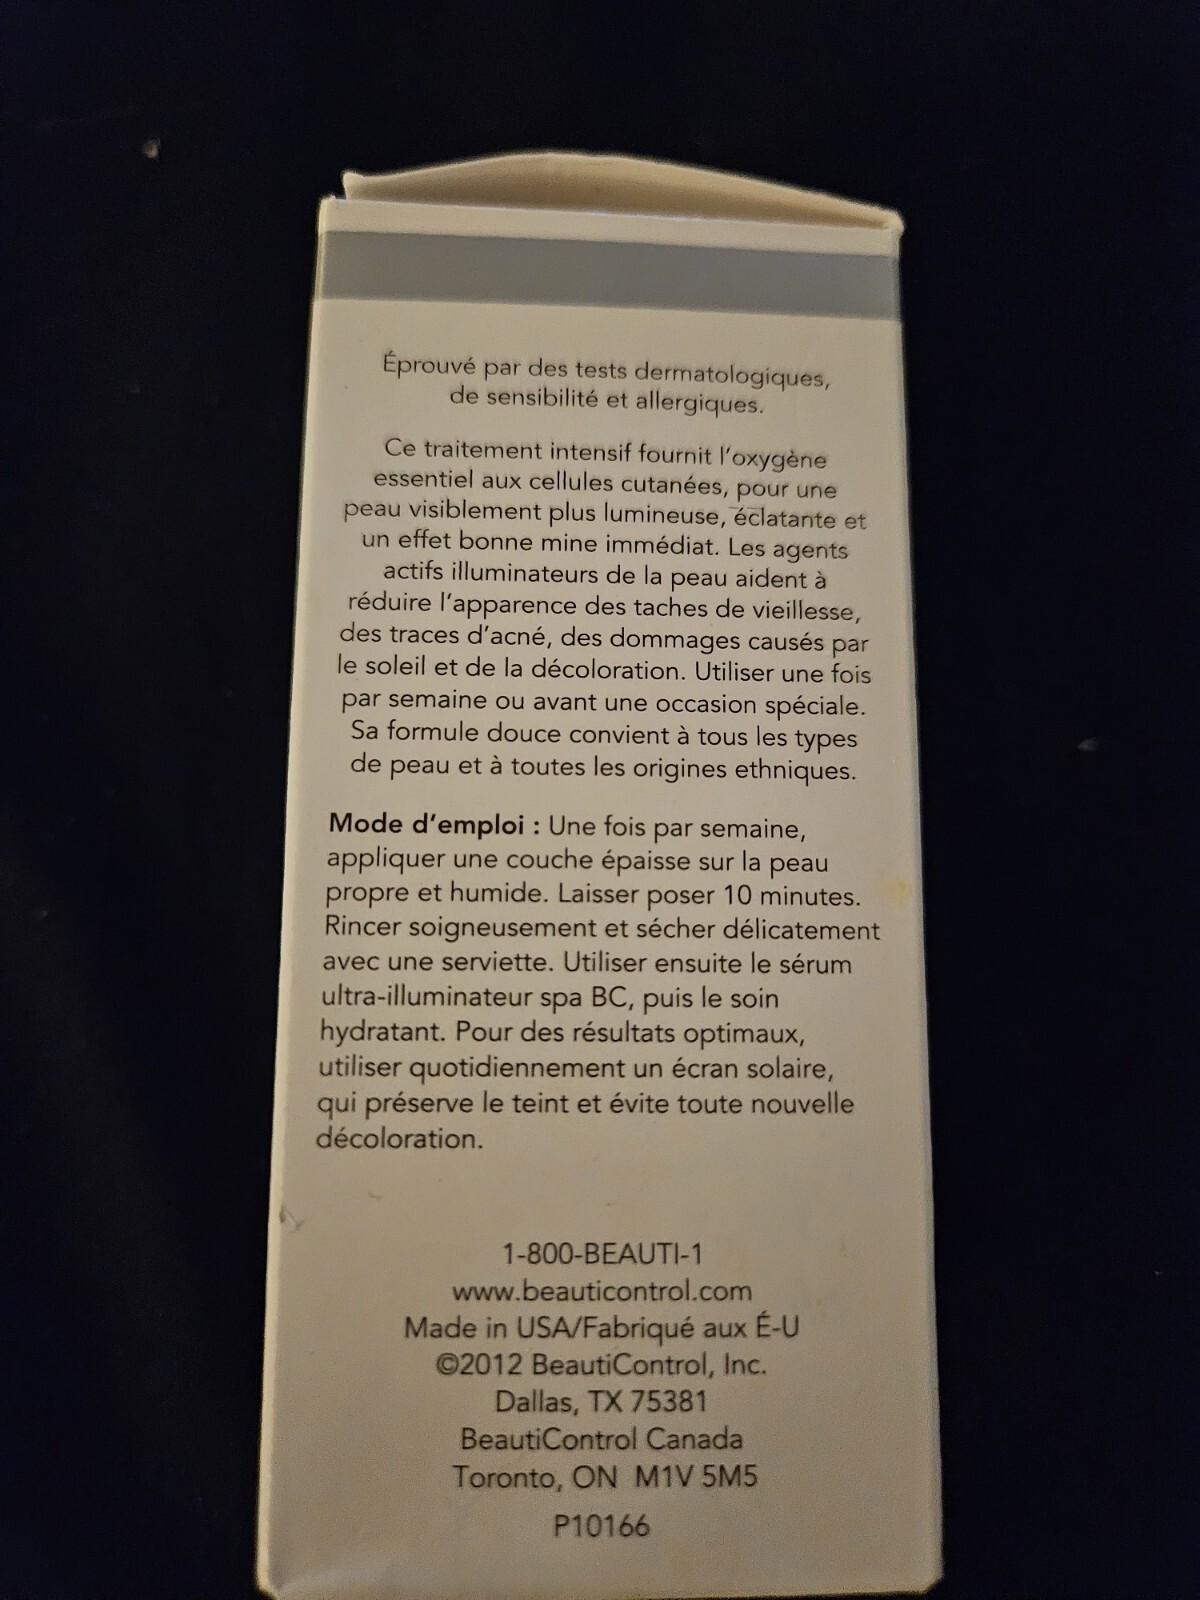 Éprouvé par des tests dermatologiques,
de sensibilité et allergiques.
Ce traitement intensif fournit l'oxygène
essentiel aux cellules cutanées, pour une
peau visiblement plus lumineuse, éclatante et
un effet bonne mine immédiat. Les agents
actifs illuminateurs de la peau aident à
réduire l'apparence des taches de vieillesse,
des traces d'acné, des dommages causés par
le soleil et de la décoloration. Utiliser une fois
par semaine ou avant une occasion spéciale.
Sa formule douce convient à tous les types
de peau et à toutes les origines ethniques.
Mode d'emploi : Une fois par semaine,
appliquer une couche épaisse sur la peau
propre et humide. Laisser poser 10 minutes.
Rincer soigneusement et sécher délicatement
avec une serviette. Utiliser ensuite le sérum
ultra-illuminateur spa BC, puis le soin
hydratant. Pour des résultats optimaux,
utiliser quotidiennement un écran solaire,
qui préserve le teint et évite toute nouvelle
décoloration.
1-800-BEAUTI-1
www.beauticontrol.com
Made in USA/Fabriqué aux É-U
©2012 BeautiControl, Inc.
Dallas, TX 75381
BeautiControl Canada
Toronto, ON M1V 5M5
P10166